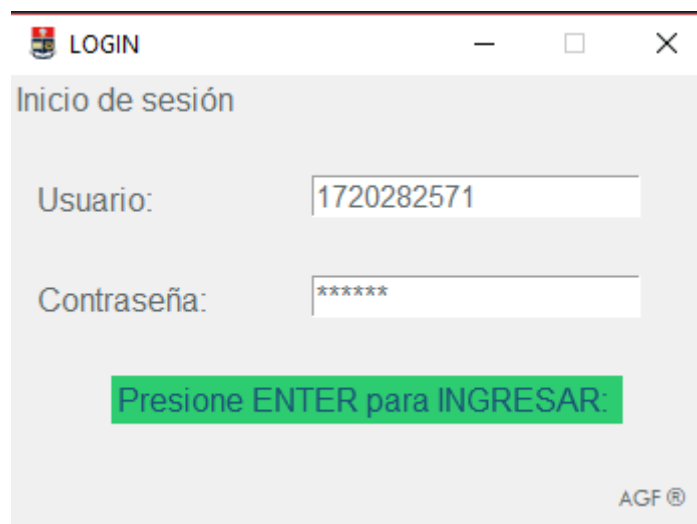 LOGIN
Inicio de sesión
Usuario: 1720282571
Contraseña: ******
Presione ENTER para INGRESAR:
AGF ®